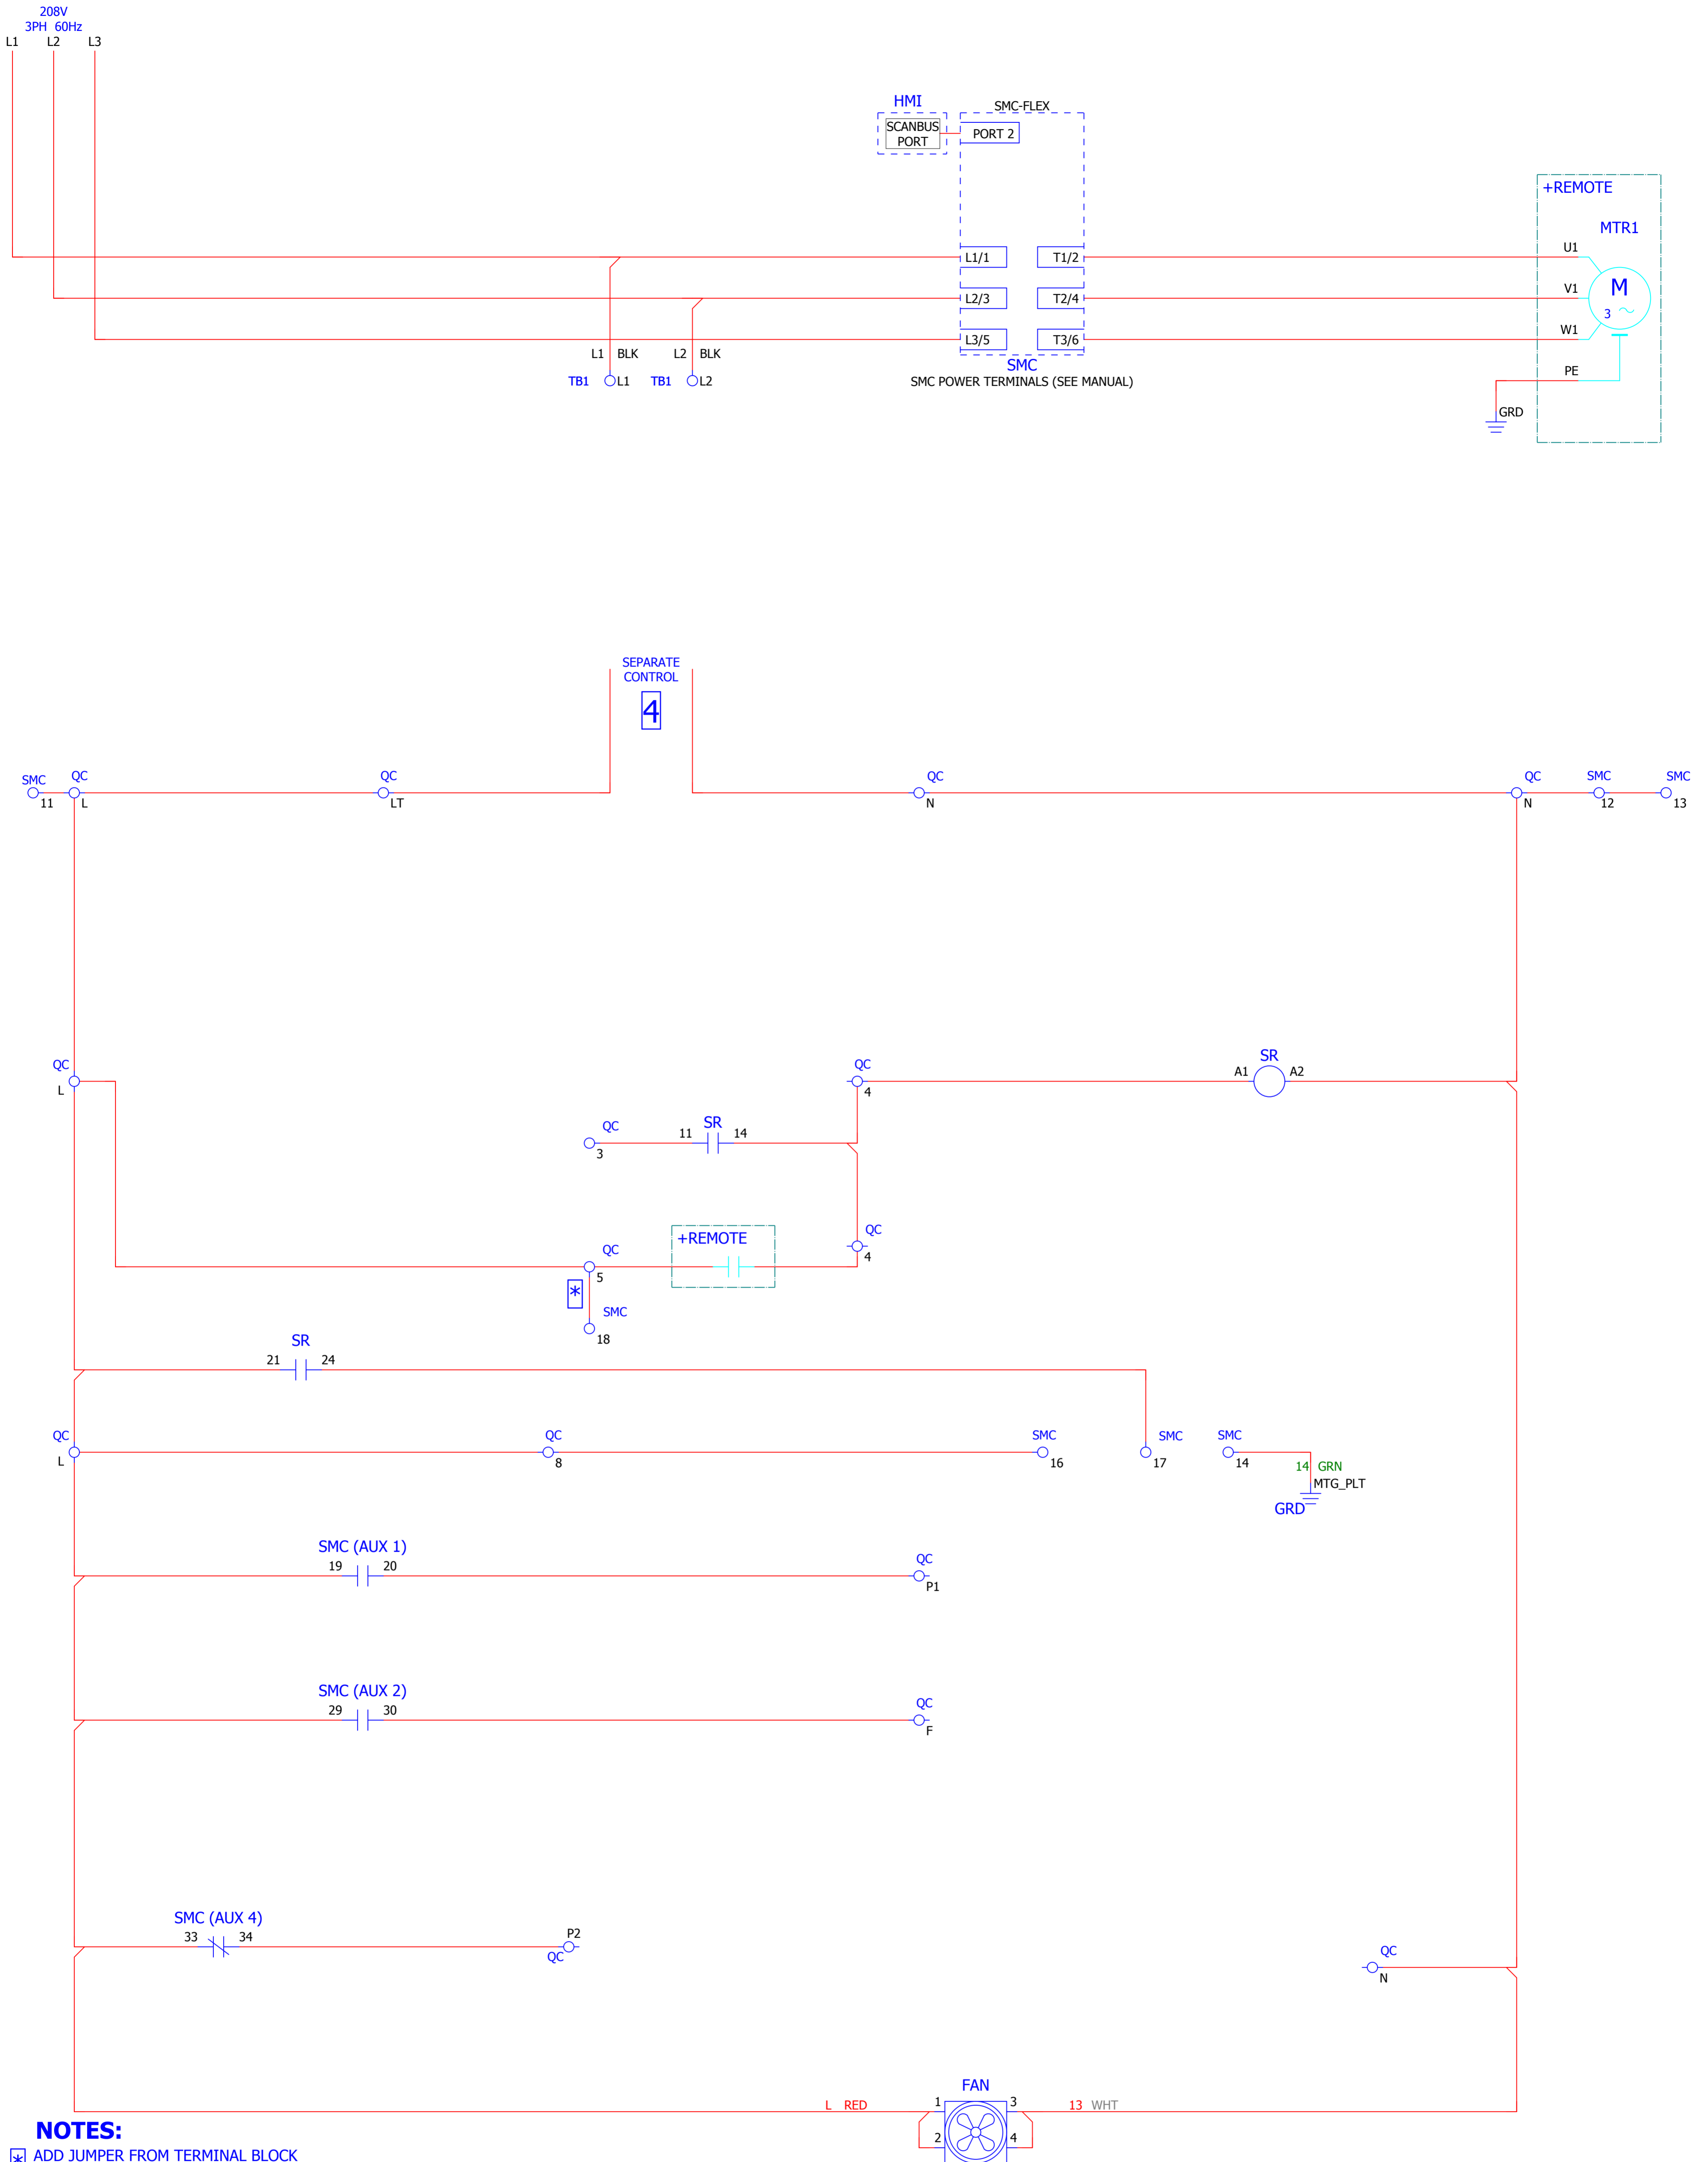 208V
3PH 60Hz
L1 L2 L3
HMI
SMC-FLEX
SCANBUS
PORT
PORT 2
+REMOTE
MTR1
L1/1 T1/2 U1
L2/3 T2/4 V1
M
3
L3/5 T3/6 W1
L1 BLK L2 BLK
SMC
TB1 L1 TB1 L2
SMC POWER TERMINALS (SEE MANUAL)
PE
GRD
SEPARATE
CONTROL
4
SMC QC QC QC QC SMC SMC
11 L LT N N 12 13
QC QC SR
A1 A2
L 4
QC SR
11 14
3
QC
+REMOTE
QC 4
5
*
SMC
18
SR
21 24
QC QC SMC SMC SMC
L 8 16 17 14
14 GRN
MTG_PLT
GRD
SMC (AUX 1)
19 20 QC
P1
SMC (AUX 2)
29 30 QC
F
SMC (AUX 4)
33 34 P2
QC
QC
N
FAN
L RED 1 3 13 WHT
2 4
NOTES:
* ADD JUMPER FROM TERMINAL BLOCK